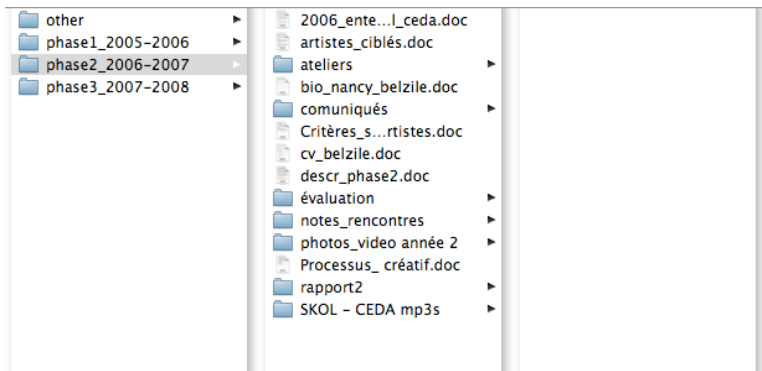 other
phase1_2005-2006
phase2_2006-2007
phase3_2007-2008
2006_ente...l_ceda.doc
artistes_ciblés.doc
ateliers
bio_nancy_belzile.doc
comuniqués
Critères_s...rtistes.doc
cv_belzile.doc
descr_phase2.doc
évaluation
notes_rencontres
photos_video année 2
Processus_ créatif.doc
rapport2
SKOL – CEDA mp3s